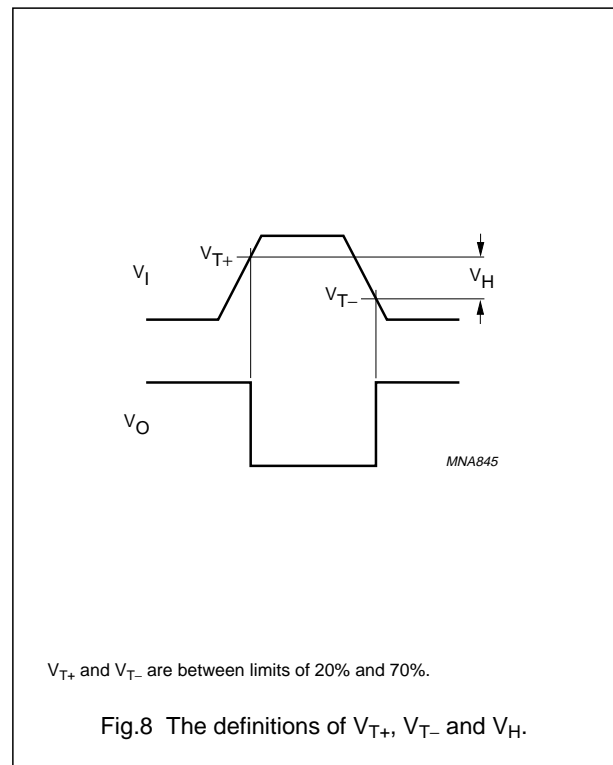 V_T+
V_I
V_H
V_T−
V_O
MNA845
V_T+ and V_T− are between limits of 20% and 70%.
Fig.8 The definitions of V_T+, V_T− and V_H.